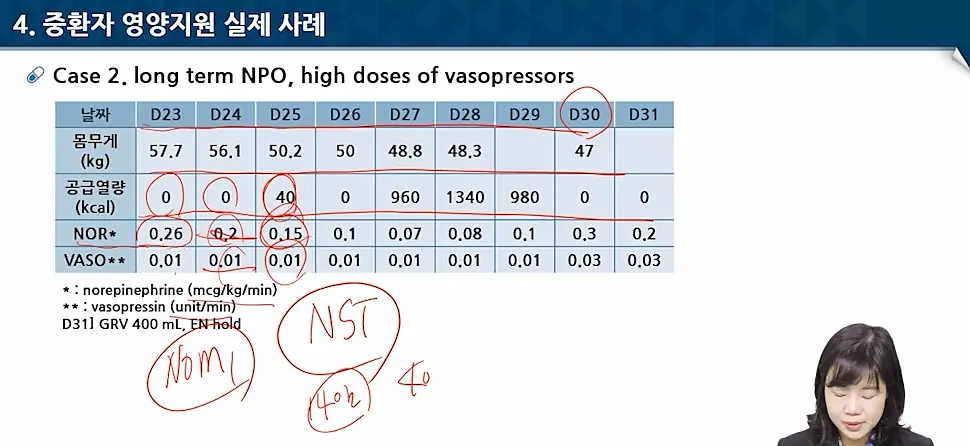 4. 중환자 영양지원 실제 사례
Case 2. long term NPO, high doses of vasopressors
날짜 D23 D24 D25 D26 D27 D28 D29 D30 D31
몸무게 (kg) 57.7 56.1 50.2 50 48.8 48.3 47
공급열량 (kcal) 0 0 40 0 960 1340 980 0 0
NOR* 0.26 0.2 0.15 0.1 0.07 0.08 0.1 0.3 0.2
VASO** 0.01 0.01 0.01 0.01 0.01 0.01 0.01 0.03 0.03
* : norepinephrine (mcg/kg/min)
** : vasopressin (unit/min)
D31] GRV 400 mL, EN hold
NST